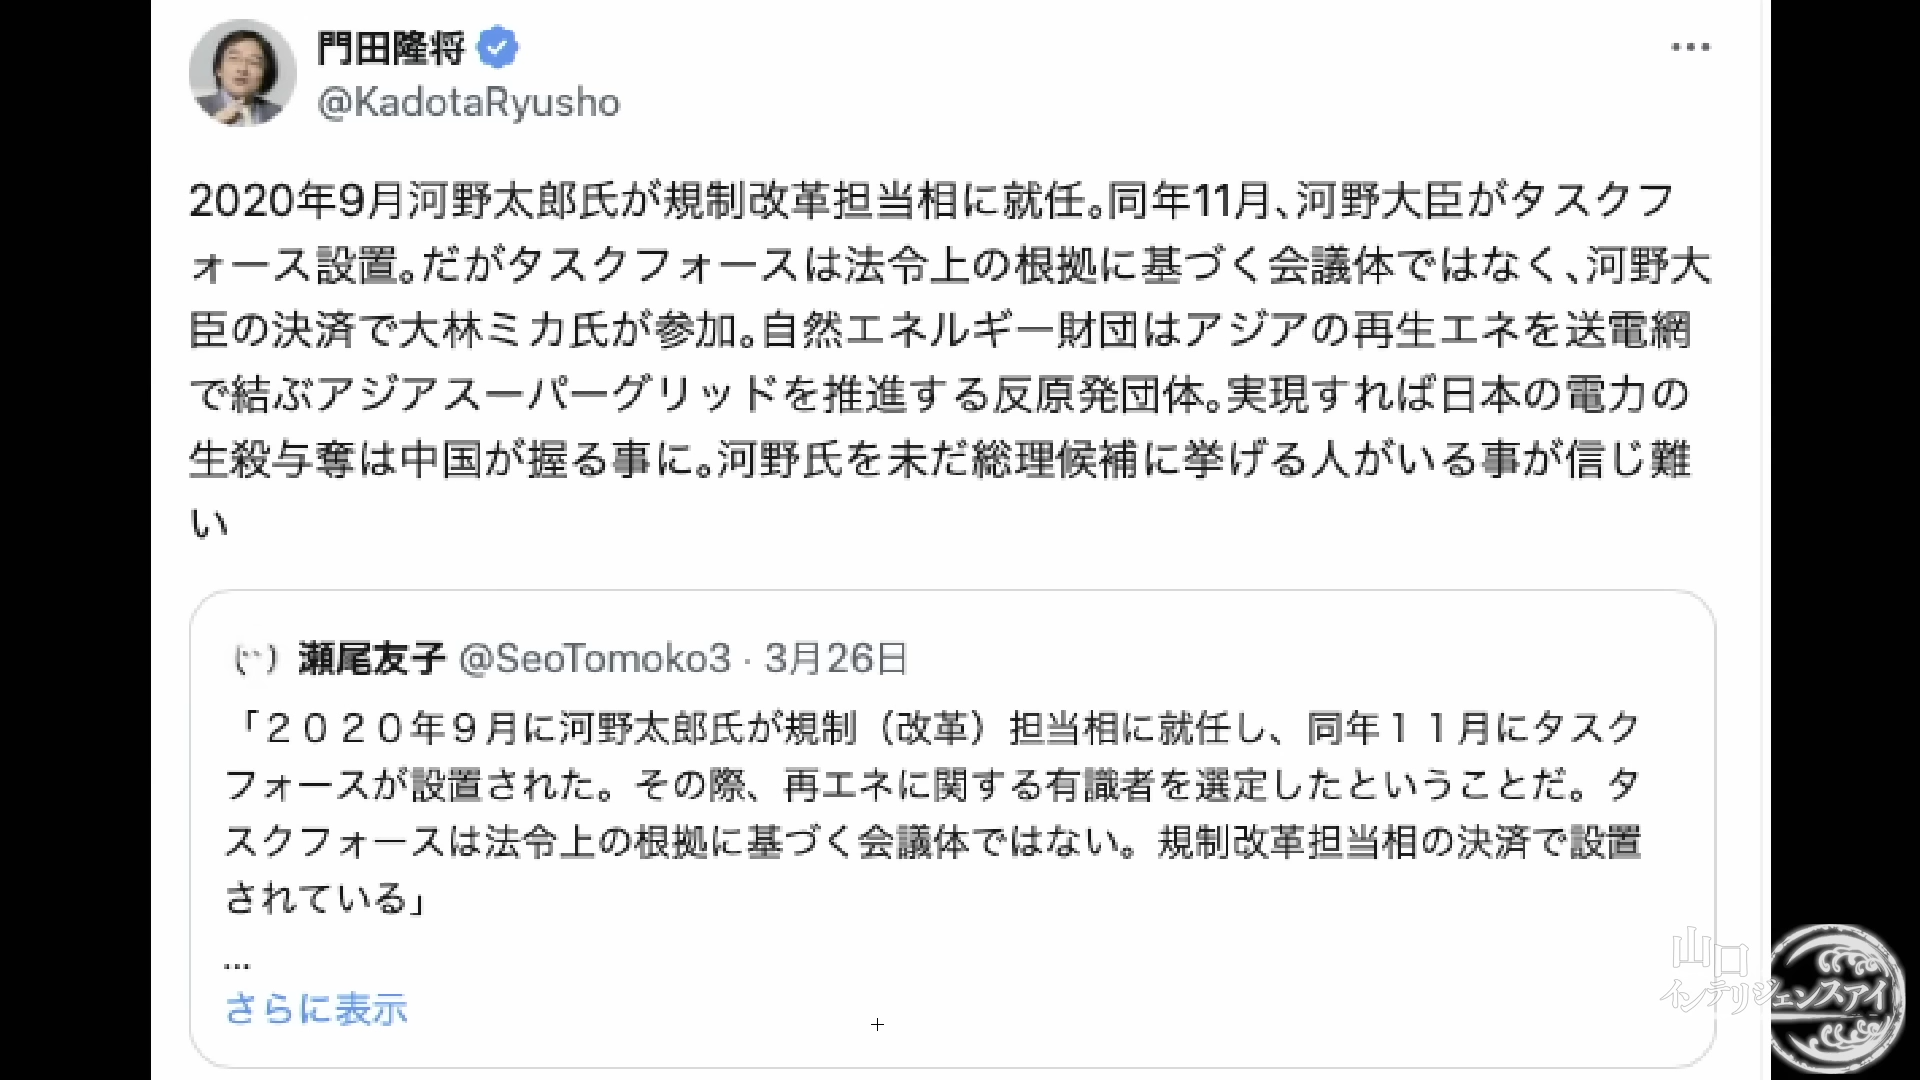 門田隆将
@KadotaRyusho
2020年9月河野太郎氏が規制改革担当相に就任。同年11月、河野大臣がタスクフ
ォース設置。だがタスクフォースは法令上の根拠に基づく会議体ではなく、河野大
臣の決済で大林ミカ氏が参加。自然エネルギー財団はアジアの再生エネを送電網
で結ぶアジアスーパーグリッドを推進する反原発団体。実現すれば日本の電力の
生殺与奪は中国が握る事に。河野氏を未だ総理候補に挙げる人がいる事が信じ難
い
瀬尾友子 @SeoTomoko3 · 3月26日
「２０２０年９月に河野太郎氏が規制（改革）担当相に就任し、同年１１月にタスク
フォースが設置された。その際、再エネに関する有識者を選定したということだ。タ
スクフォースは法令上の根拠に基づく会議体ではない。規制改革担当相の決済で設置
されている」
...
さらに表示
山口
インテリジェンスアイ